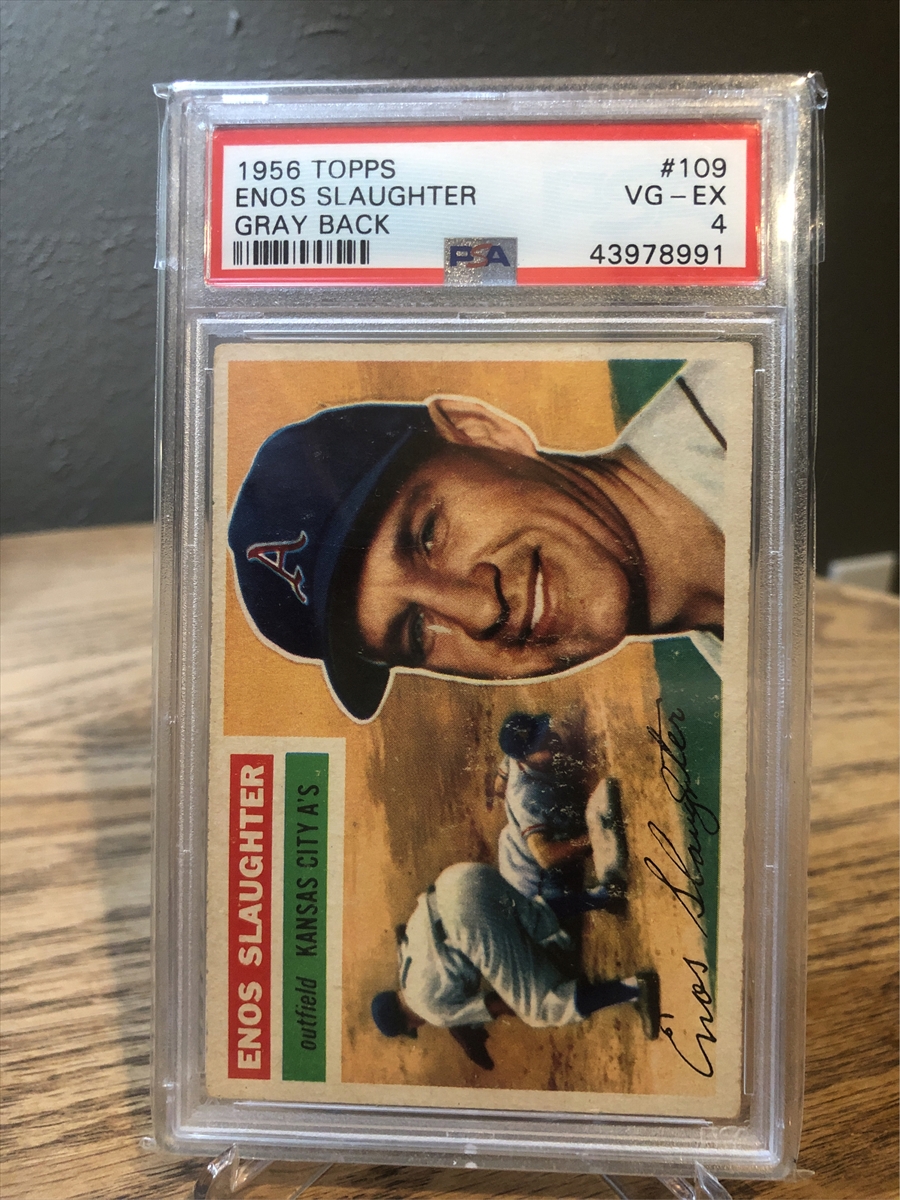 1956 TOPPS #109
ENOS SLAUGHTER VG-EX
GRAY BACK 4
PSA 43978991
A
ENOS SLAUGHTER
outfield KANSAS CITY A'S
Enos Slaughter